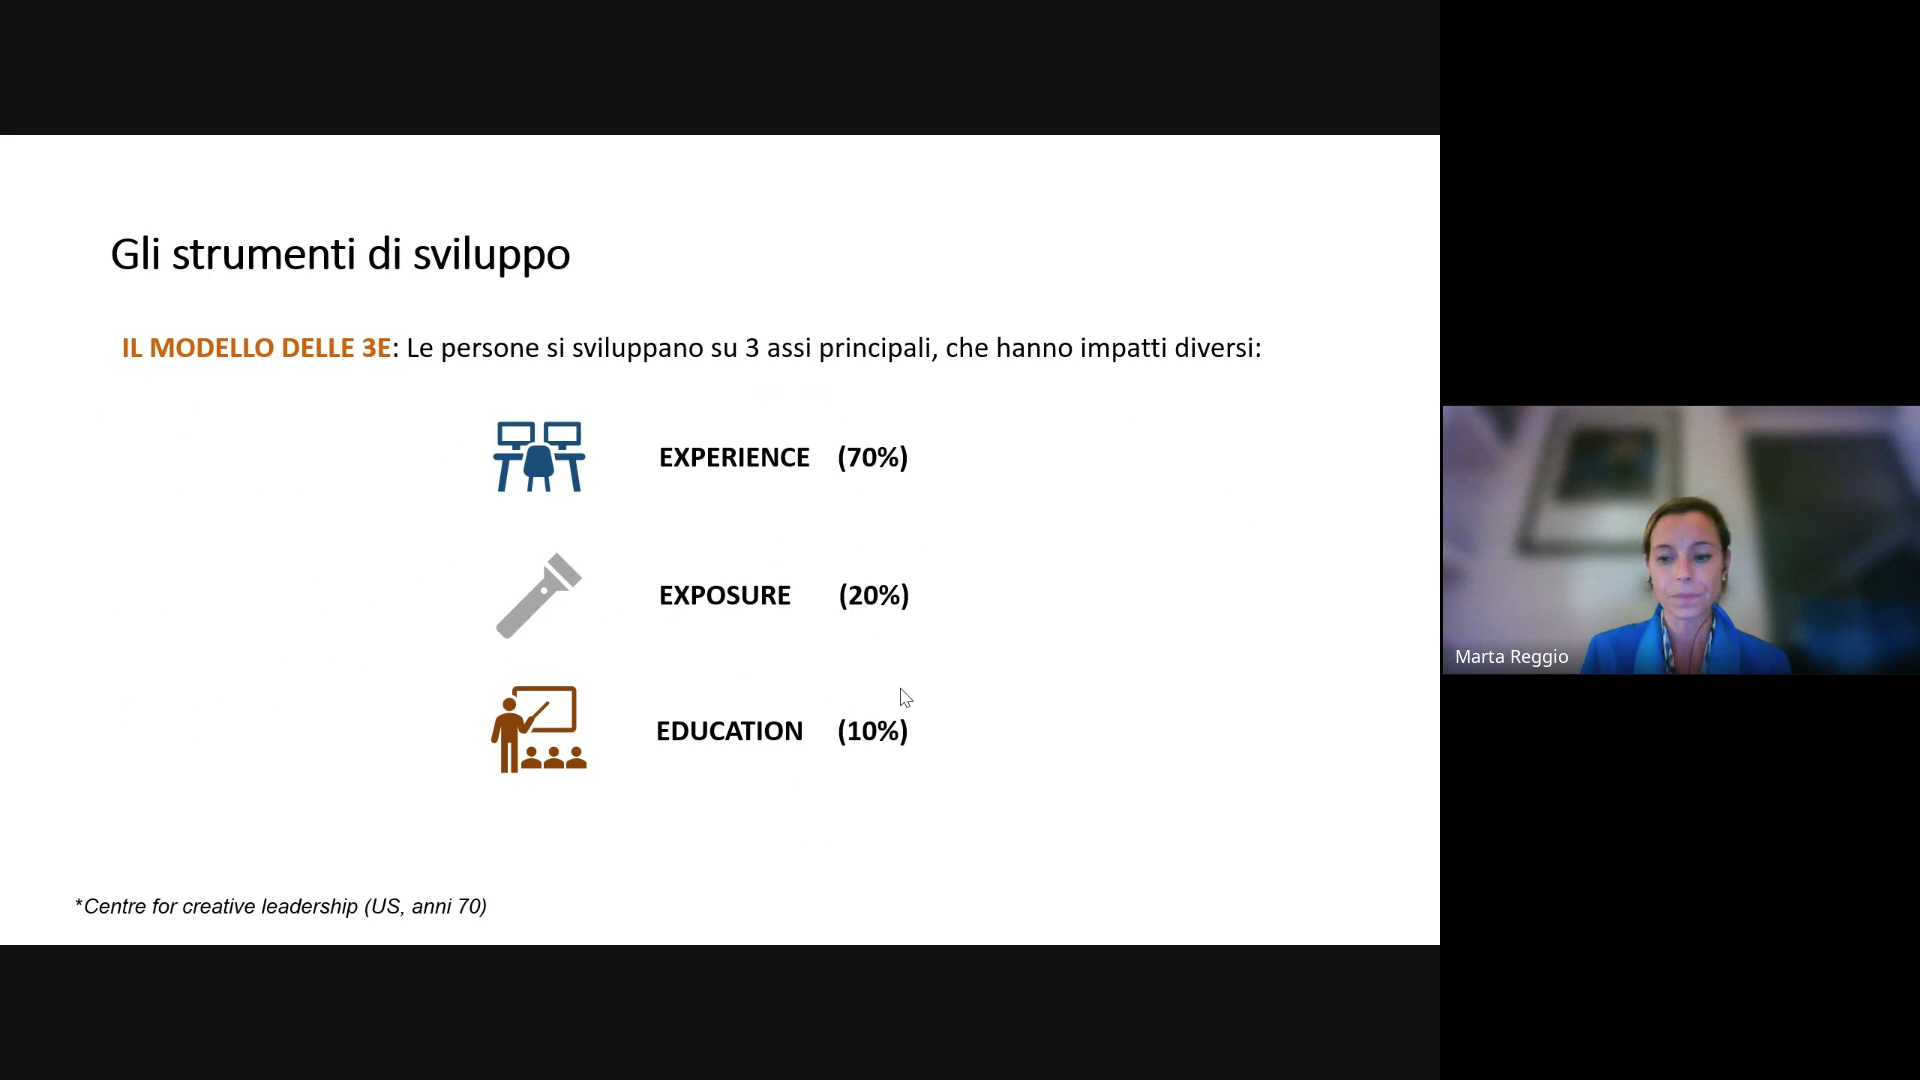 Gli strumenti di sviluppo
IL MODELLO DELLE 3E: Le persone si sviluppano su 3 assi principali, che hanno impatti diversi:
EXPERIENCE (70%)
EXPOSURE (20%)
EDUCATION (10%)
*Centre for creative leadership (US, anni 70)
Marta Reggio